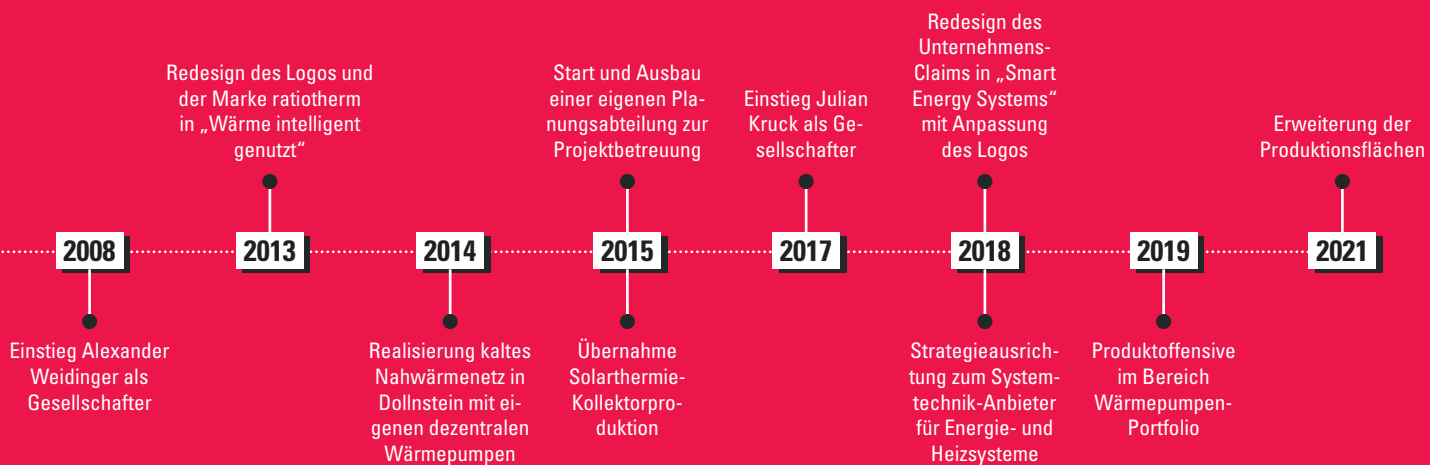 2008
Einstieg Alexander
Weidinger als
Gesellschafter
Redesign des Logos und
der Marke ratiotherm
in „Wärme intelligent
genutzt“
2013
2014
Realisierung kaltes
Nahwärmenetz in
Dollnstein mit ei-
genen dezentralen
Wärmepumpen
Start und Ausbau
einer eigenen Pla-
nungsabteilung zur
Projektbetreuung
2015
Übernahme
Solarthermie-
Kollektorpro-
duktion
Einstieg Julian
Kruck als Ge-
sellschafter
2017
Redesign des
Unternehmens-
Claims in „Smart
Energy Systems“
mit Anpassung
des Logos
2018
Strategieausrich-
tung zum System-
technik-Anbieter
für Energie- und
Heizsysteme
2019
Produktoffensive
im Bereich
Wärmepumpen-
Portfolio
Erweiterung der
Produktionsflächen
2021